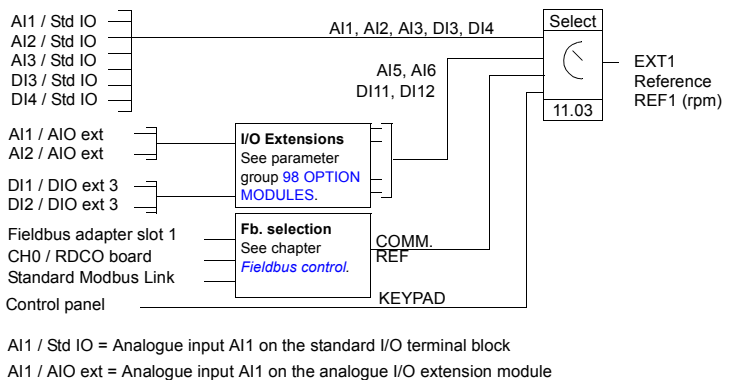 AI1 / Std IO
AI2 / Std IO
AI3 / Std IO
DI3 / Std IO
DI4 / Std IO
AI1, AI2, AI3, DI3, DI4
AI5, AI6
DI11, DI12
Select
11.03
EXT1
Reference
REF1 (rpm)
AI1 / AIO ext
AI2 / AIO ext
DI1 / DIO ext 3
DI2 / DIO ext 3
I/O Extensions
See parameter
group 98 OPTION
MODULES.
Fieldbus adapter slot 1
CH0 / RDCO board
Standard Modbus Link
Fb. selection
See chapter
Fieldbus control.
COMM.
REF
Control panel
KEYPAD
AI1 / Std IO = Analogue input AI1 on the standard I/O terminal block
AI1 / AIO ext = Analogue input AI1 on the analogue I/O extension module